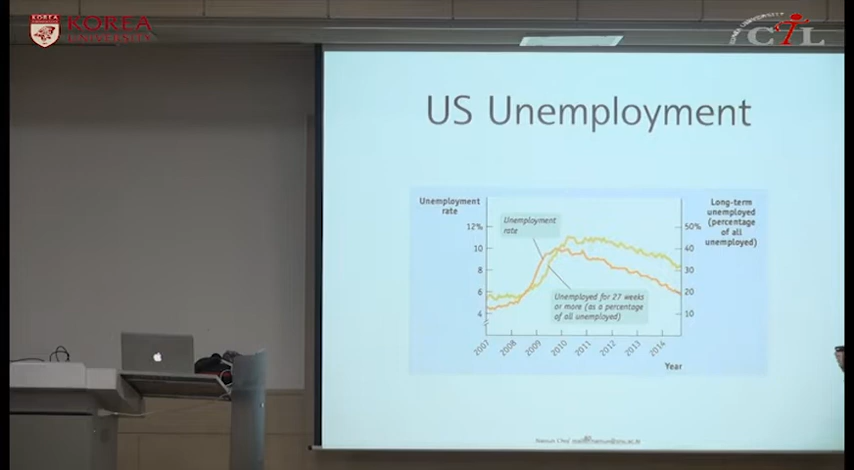 KOREA
UNIVERSITY
CTL
US Unemployment
Unemployment
rate
Long-term
unemployed
(percentage
of all
unemployed)
Unemployment
rate
12%
10
8
6
4
50%
40
30
20
10
Unemployed for 27 weeks
or more (as a percentage
of all unemployed)
2007
2008
2009
2010
2011
2012
2013
2014
Year